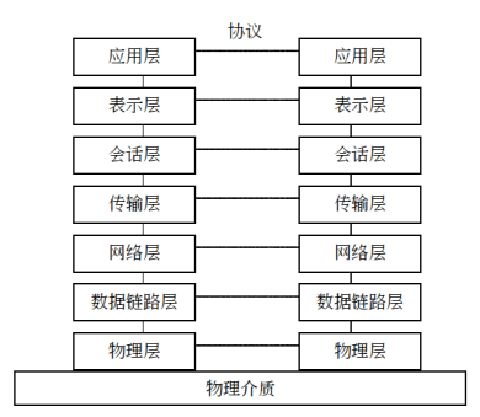 协议
应用层 应用层
表示层 表示层
会话层 会话层
传输层 传输层
网络层 网络层
数据链路层 数据链路层
物理层 物理层
物理介质